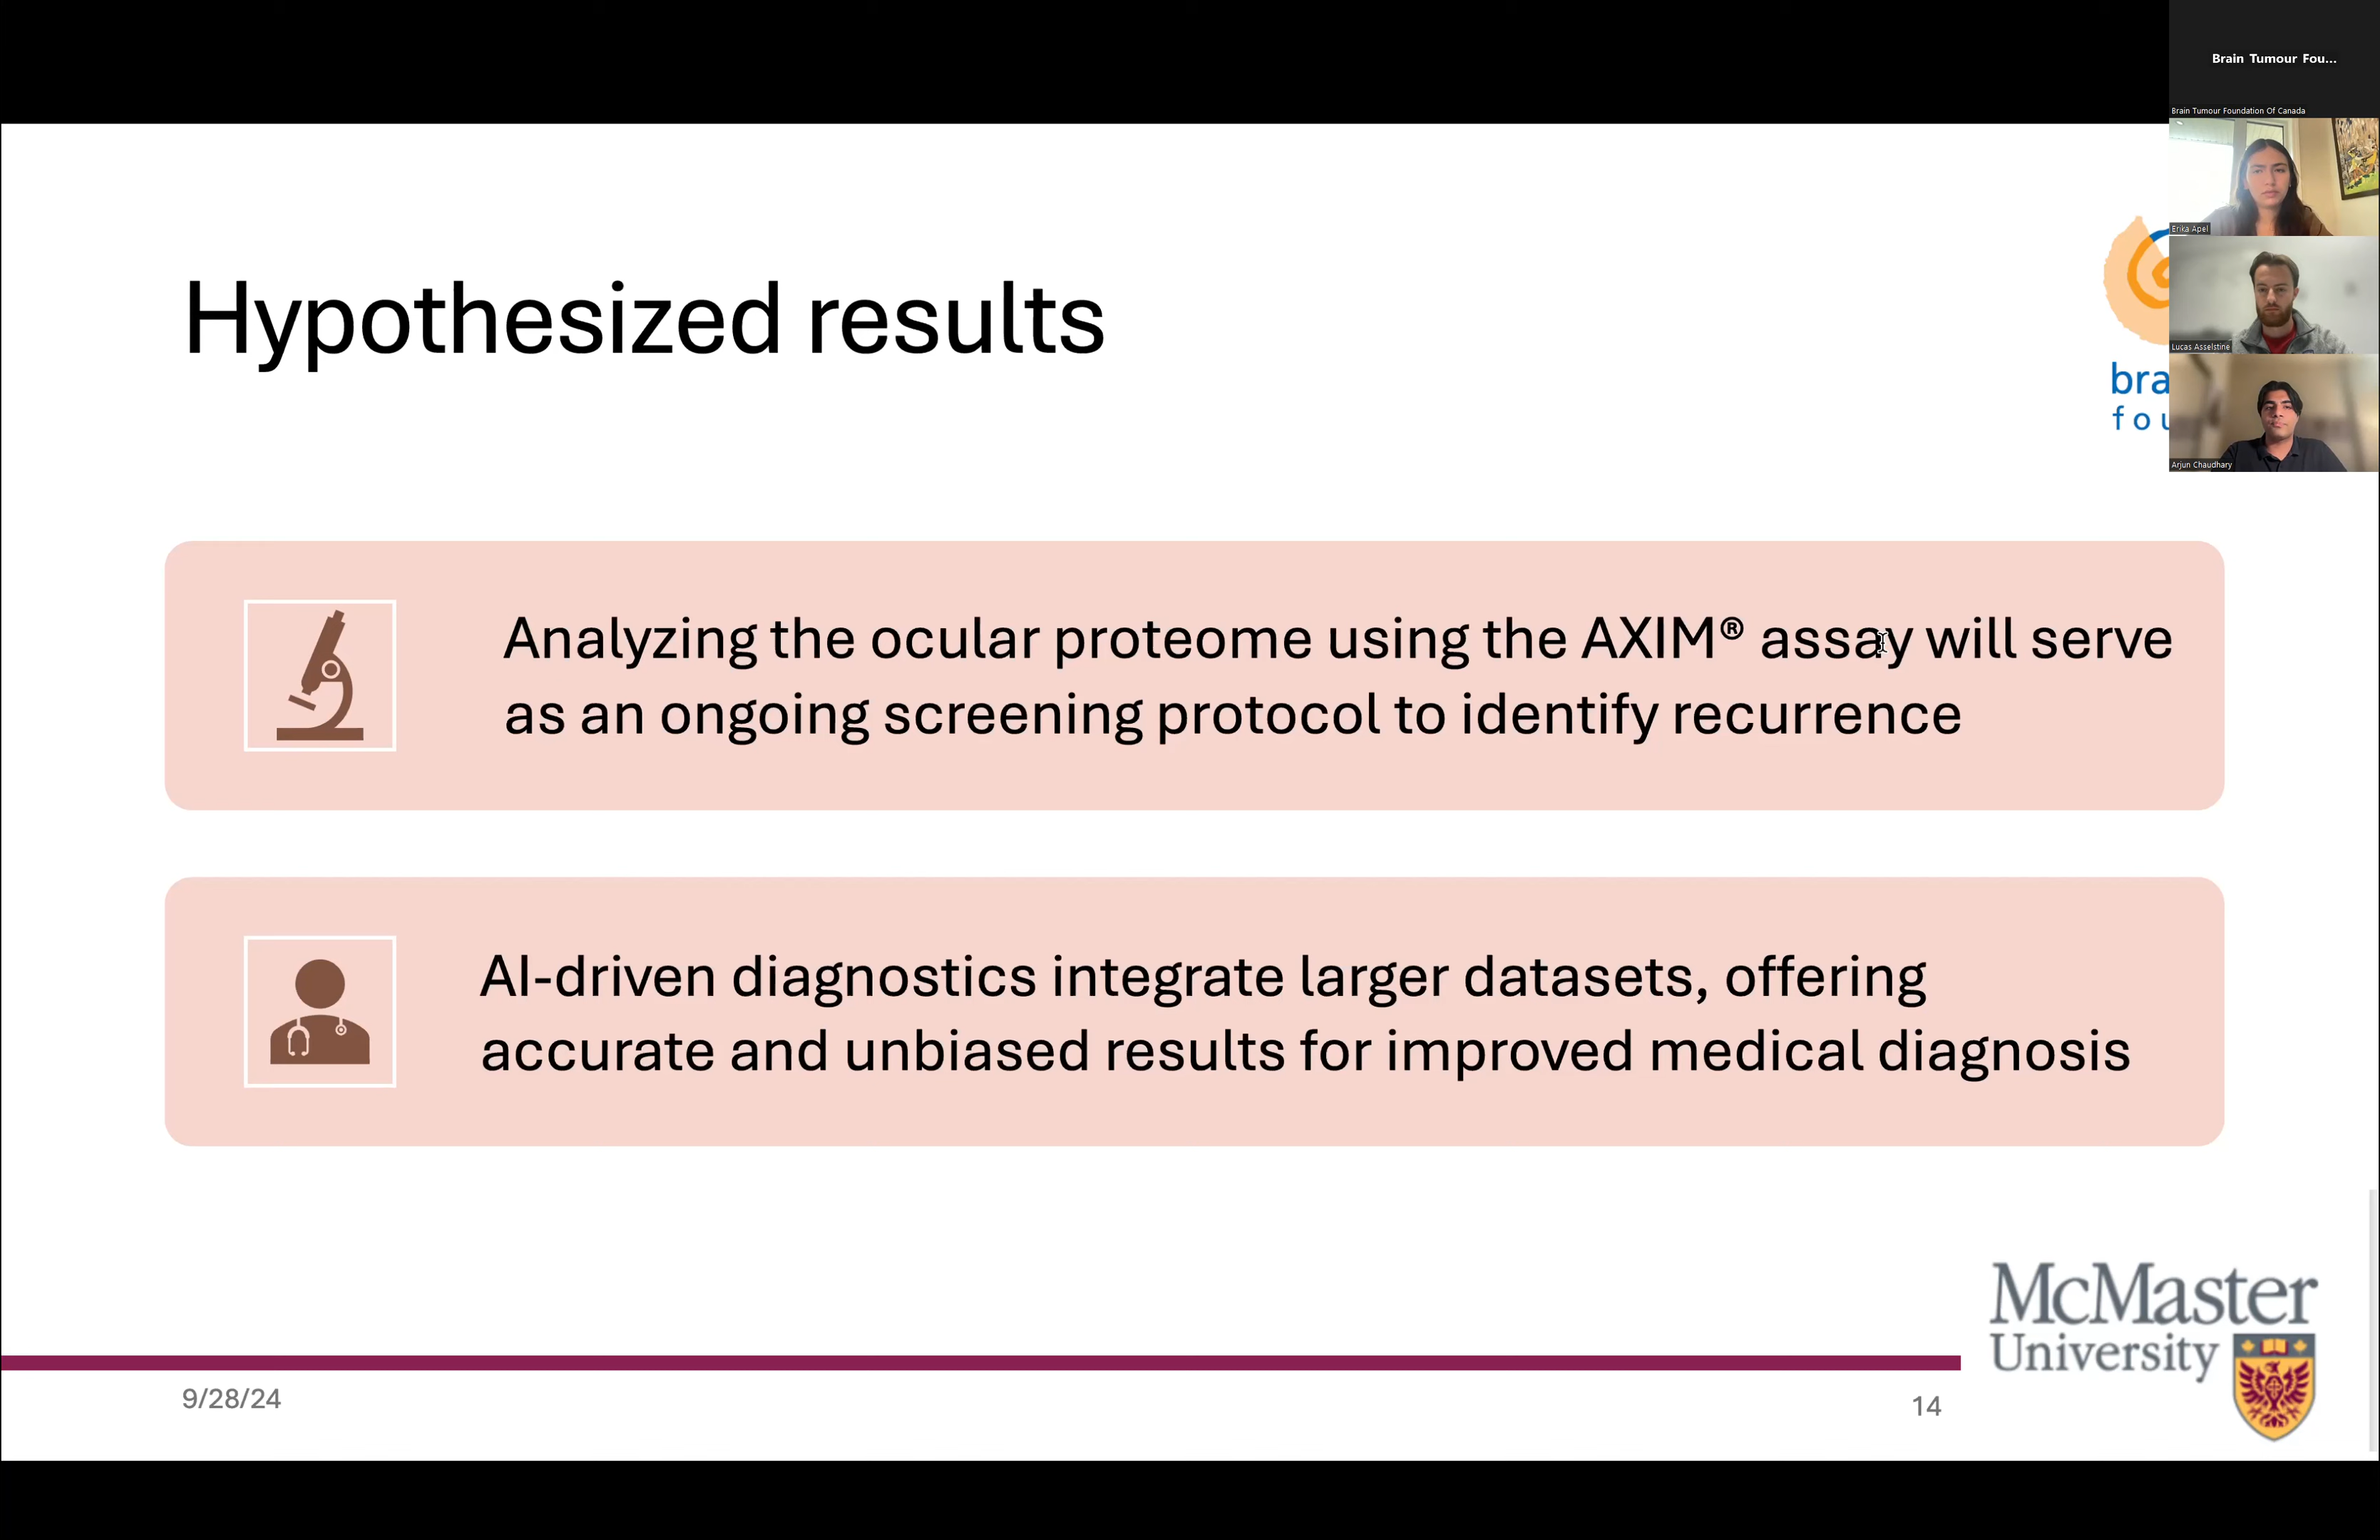 Brain Tumour Fou...
Brain Tumour Foundation Of Canada
Erika Apel
Lucas Asselstine
Arjun Chaudhary
Hypothesized results
bra
fou
Analyzing the ocular proteome using the AXIM® assay will serve
as an ongoing screening protocol to identify recurrence
AI-driven diagnostics integrate larger datasets, offering
accurate and unbiased results for improved medical diagnosis
McMaster
University
9/28/24
14